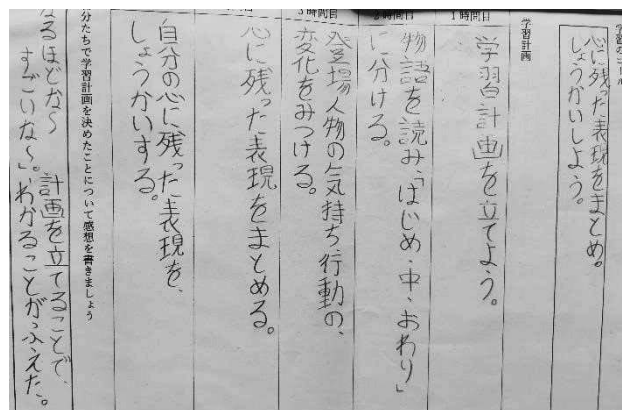 心に残った表現をまとめ。
しょうかいしよう。
学習計画
1時間目
学習計画を立てよう。
2時間目
物語を読み、「はじめ・中・おわり」
に分ける。
3時間目
登場人物の気持ち、行動の、
変化をみつける。
心に残った表現をまとめる。
自分の心に残った表現を、
しょうかいする。
分たちで学習計画を決めたことについて感想を書きましょう
なるほどな〜 計画を立てることで、
すごいな〜」。わかることがふえた。